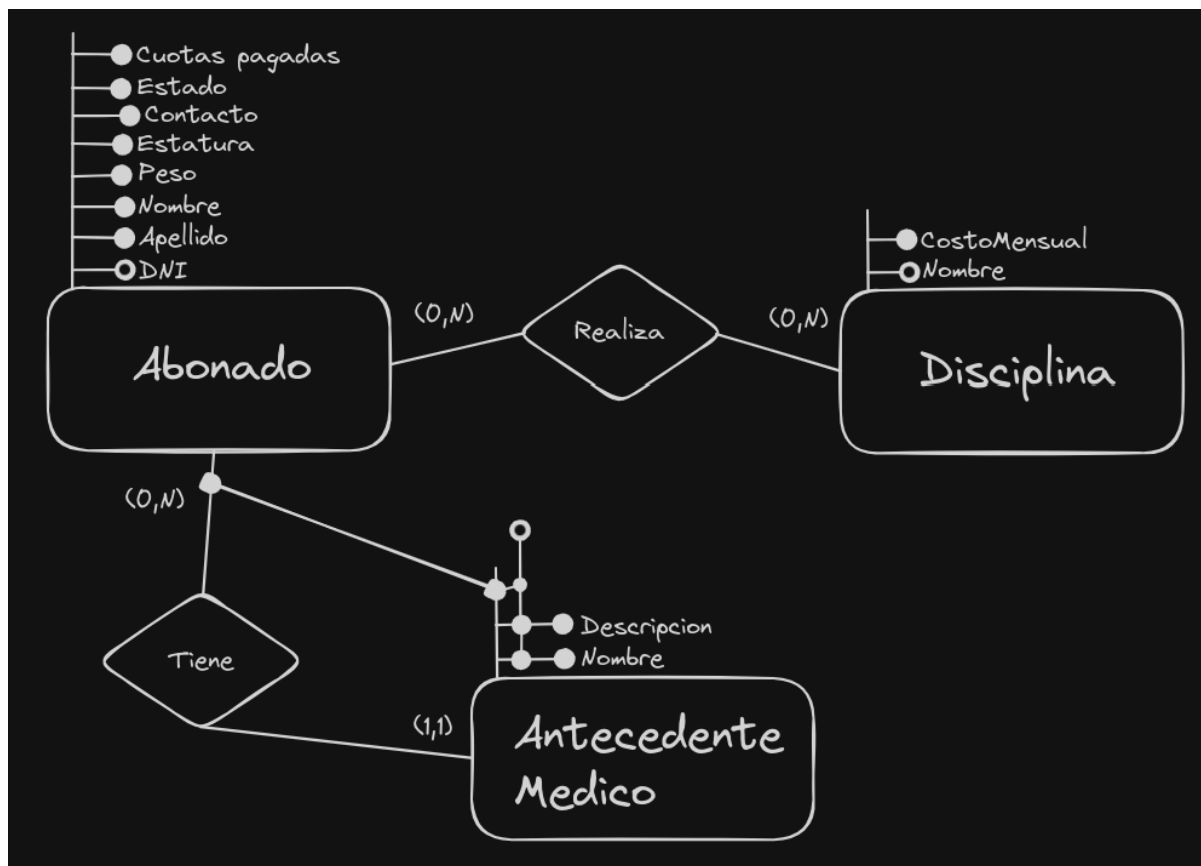 Cuotas pagadas
Estado
Contacto
Estatura
Peso
Nombre
Apellido
DNI
CostoMensual
Nombre
(0,N)
Realiza
(0,N)
Abonado
Disciplina
(0,N)
Descripcion
Nombre
Tiene
(1,1)
Antecedente
Medico